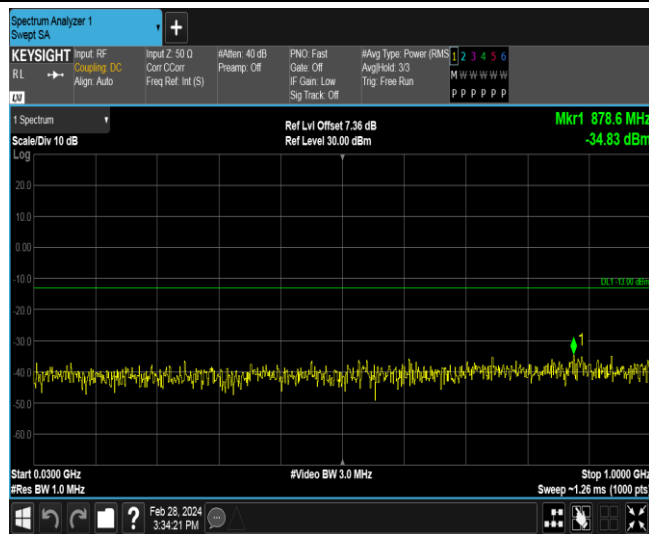 Spectrum Analyzer 1
Swept SA
+
KEYSIGHT
RL
LXI
Input: RF
Coupling: DC
Align: Auto
Input Z: 50 Ω
Corr CCorr
Freq Ref: Int (S)
#Atten: 40 dB
Preamp: Off
PNO: Fast
Gate: Off
IF Gain: Low
Sig Track: Off
#Avg Type: Power (RMS
Avg|Hold: 3/3
Trig: Free Run
1 2 3 4 5 6
M W W W W W
P P P P P P
1 Spectrum
Scale/Div 10 dB
Log
Ref Lvl Offset 7.36 dB
Ref Level 30.00 dBm
Mkr1 878.6 MHz
-34.83 dBm
20.0
10.0
0.00
-10.0
DL1 -13.00 dBm
-20.0
-30.0
1
-40.0
-50.0
-60.0
Start 0.0300 GHz
#Res BW 1.0 MHz
#Video BW 3.0 MHz
Stop 1.0000 GHz
Sweep ~1.26 ms (1000 pts)
?
Feb 28, 2024
3:34:21 PM